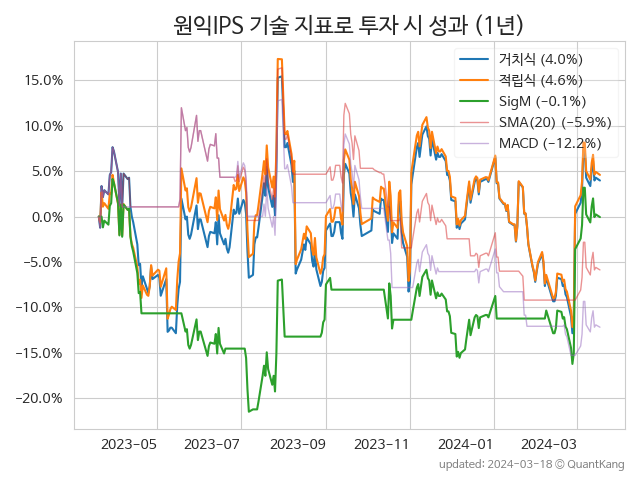 원익IPS 기술 지표로 투자 시 성과 (1년)
거치식 (4.0%)
적립식 (4.6%)
SigM (−0.1%)
SMA(20) (−5.9%)
MACD (−12.2%)
15.0%
10.0%
5.0%
0.0%
−5.0%
−10.0%
−15.0%
−20.0%
2023-05 2023-07 2023-09 2023-11 2024-01 2024-03
updated: 2024-03-18 © QuantKang